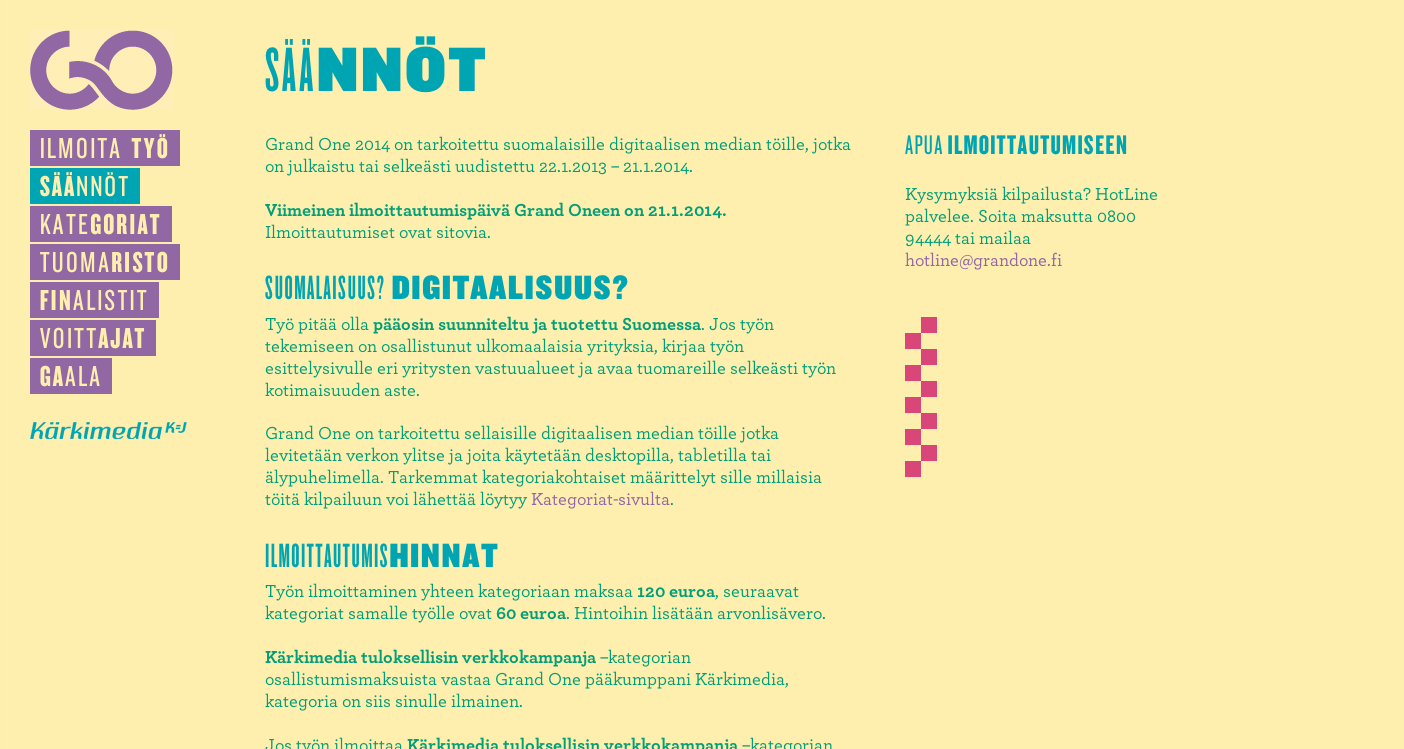 GO
ILMOITA TYÖ
SÄÄNNÖT
KATEGORIAT
TUOMARISTO
FINALISTIT
VOITTAJAT
GAALA
Kärkimedia K≡J
SÄÄNNÖT
Grand One 2014 on tarkoitettu suomalaisille digitaalisen median töille, jotka
on julkaistu tai selkeästi uudistettu 22.1.2013 – 21.1.2014.
Viimeinen ilmoittautumispäivä Grand Oneen on 21.1.2014.
Ilmoittautumiset ovat sitovia.
SUOMALAISUUS? DIGITAALISUUS?
Työ pitää olla pääosin suunniteltu ja tuotettu Suomessa. Jos työn
tekemiseen on osallistunut ulkomaalaisia yrityksia, kirjaa työn
esittelysivulle eri yritysten vastuualueet ja avaa tuomareille selkeästi työn
kotimaisuuden aste.
Grand One on tarkoitettu sellaisille digitaalisen median töille jotka
levitetään verkon ylitse ja joita käytetään desktopilla, tabletilla tai
älypuhelimella. Tarkemmat kategoriakohtaiset määrittelyt sille millaisia
töitä kilpailuun voi lähettää löytyy Kategoriat-sivulta.
ILMOITTAUTUMISHINNAT
Työn ilmoittaminen yhteen kategoriaan maksaa 120 euroa, seuraavat
kategoriat samalle työlle ovat 60 euroa. Hintoihin lisätään arvonlisävero.
Kärkimedia tuloksellisin verkkokampanja –kategorian
osallistumismaksuista vastaa Grand One pääkumppani Kärkimedia,
kategoria on siis sinulle ilmainen.
Jos työn ilmoittaa Kärkimedia tuloksellisin verkkokampanja –kategorian
APUA ILMOITTAUTUMISEEN
Kysymyksiä kilpailusta? HotLine
palvelee. Soita maksutta 0800
94444 tai mailaa
hotline@grandone.fi